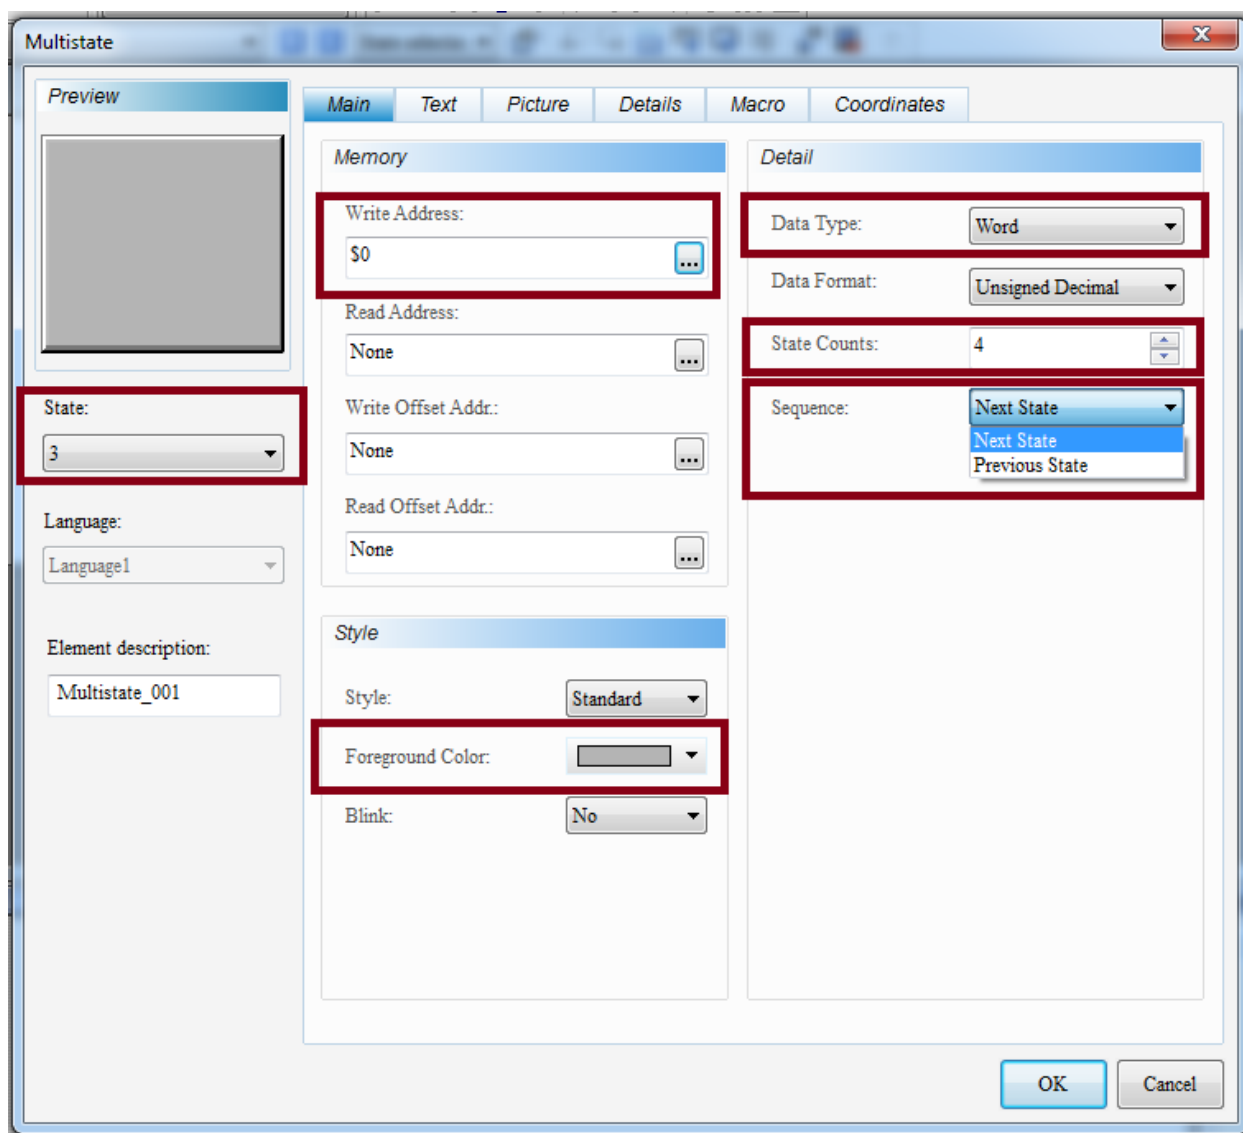 Multistate
X
Preview
Main Text Picture Details Macro Coordinates
Memory
Write Address:
$0
...
Read Address:
None
...
Write Offset Addr.:
None
...
Read Offset Addr.:
None
...
Detail
Data Type: Word
Data Format: Unsigned Decimal
State Counts: 4
Sequence: Next State
Next State
Previous State
State:
3
Language:
Language1
Element description:
Multistate_001
Style
Style: Standard
Foreground Color:
Blink: No
OK Cancel